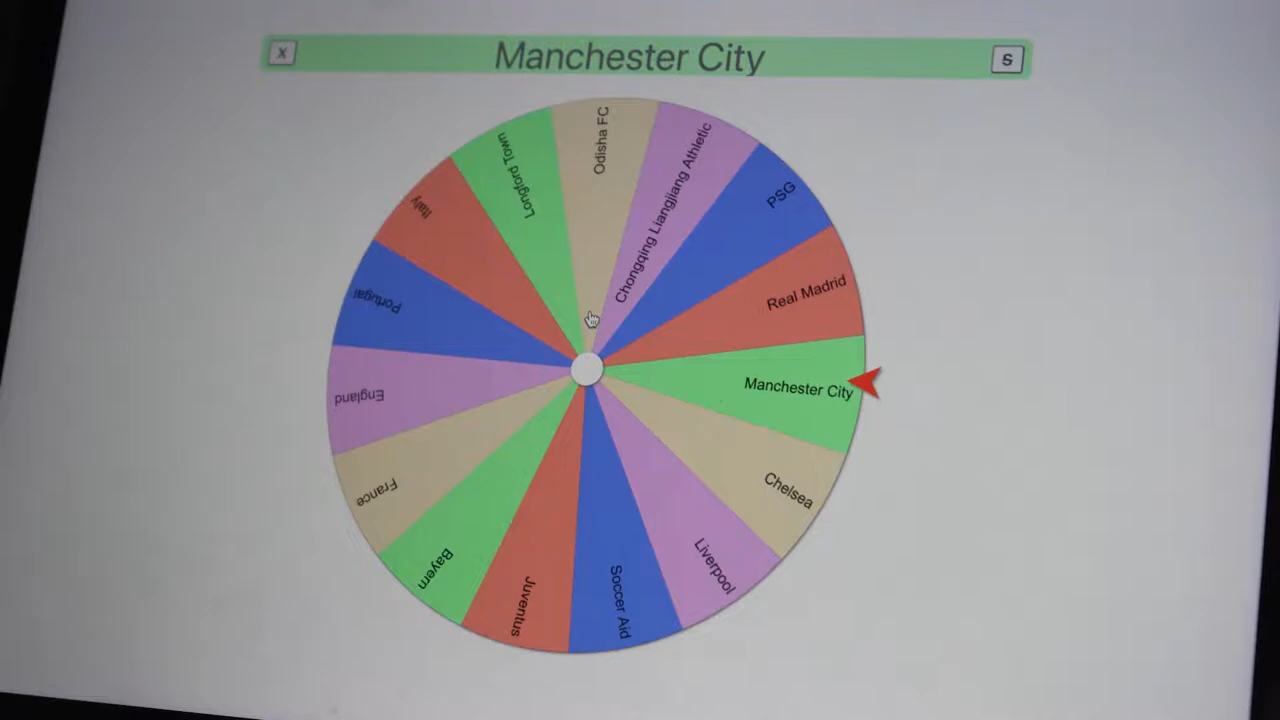 Manchester City
X
S
Odisha FC
Chongqing Liangjiang Athletic
PSG
Real Madrid
Manchester City
Chelsea
Liverpool
Soccer Aid
Juventus
Bayern
France
England
Portugal
Italy
Longford Town